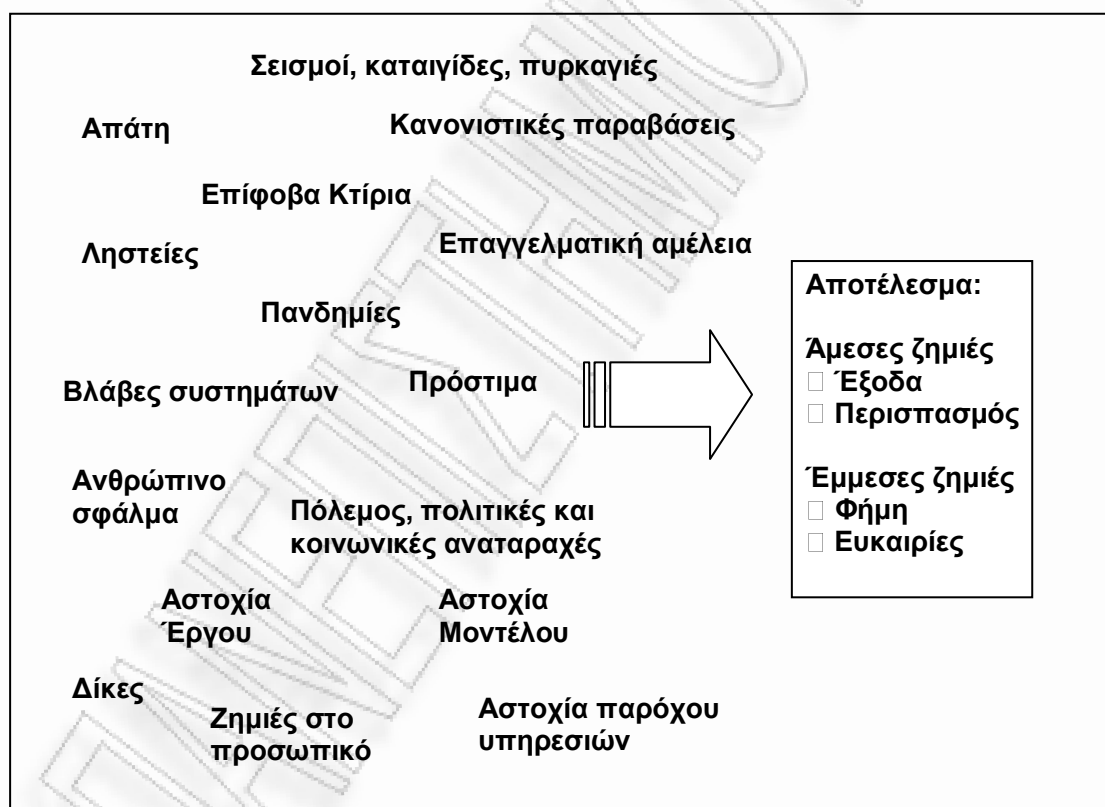 Σεισμοί, καταιγίδες, πυρκαγιές
Απάτη
Κανονιστικές παραβάσεις
Επίφοβα Κτίρια
Ληστείες
Επαγγελματική αμέλεια
Πανδημίες
Βλάβες συστημάτων
Πρόστιμα
Ανθρώπινο
σφάλμα
Πόλεμος, πολιτικές και
κοινωνικές αναταραχές
Αστοχία
Έργου
Αστοχία
Μοντέλου
Δίκες
Ζημιές στο
προσωπικό
Αστοχία παρόχου
υπηρεσιών
Αποτέλεσμα:
Άμεσες ζημιές
Έξοδα
Περισπασμός
Έμμεσες ζημιές
Φήμη
Ευκαιρίες